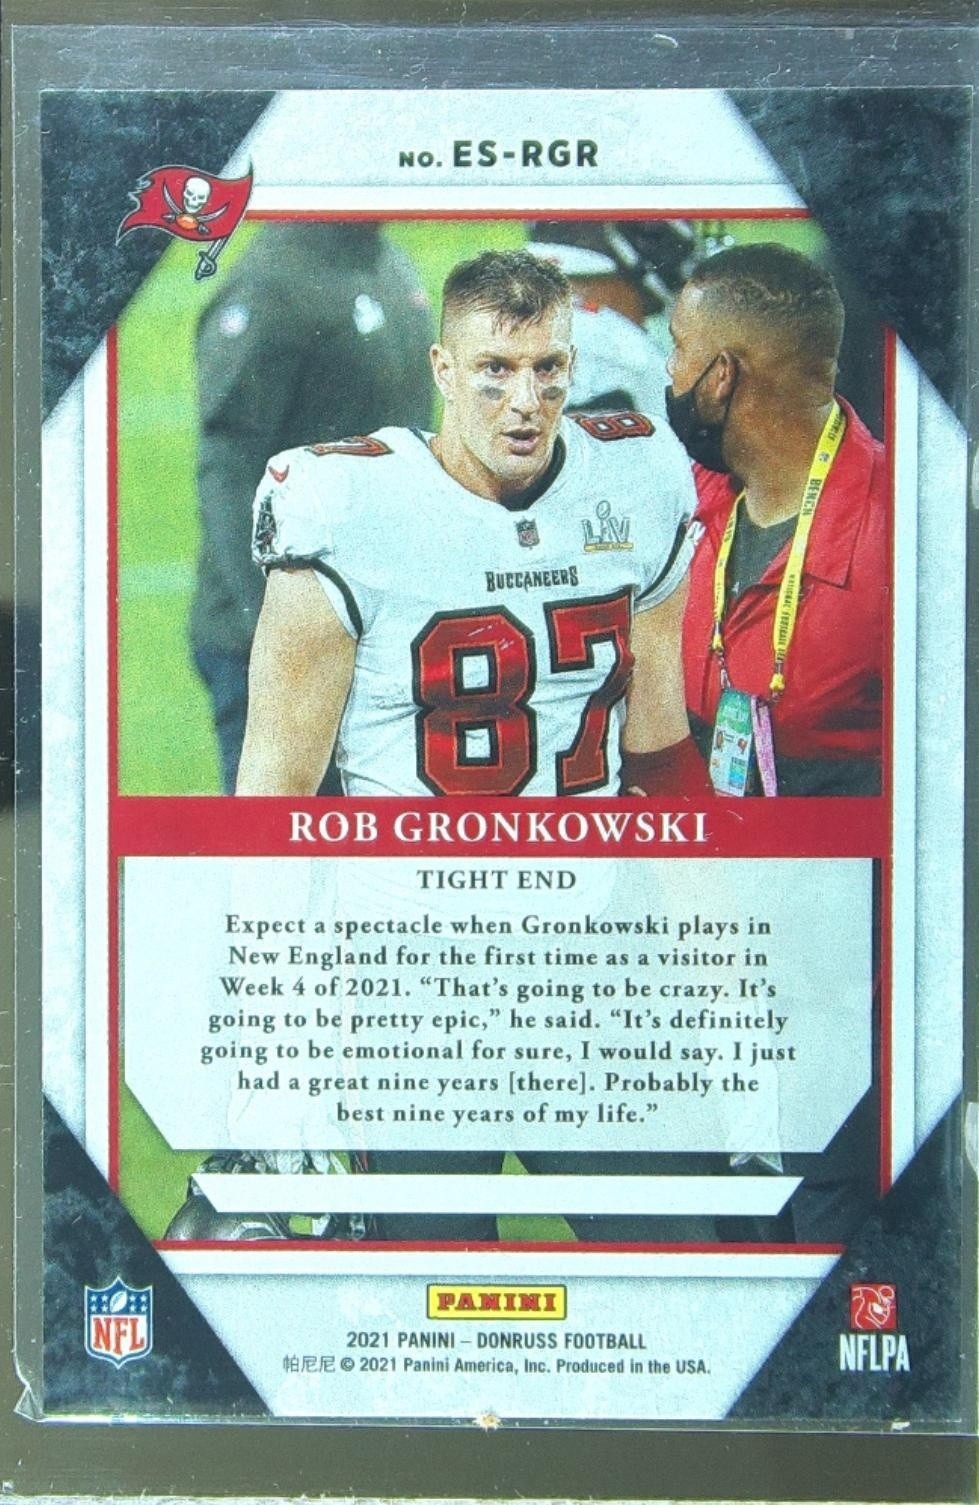 NO. ES-RGR
87
87
LIV
BUCCANEERS
87
BENCH
ROB GRONKOWSKI
TIGHT END
Expect a spectacle when Gronkowski plays in
New England for the first time as a visitor in
Week 4 of 2021. “That’s going to be crazy. It’s
going to be pretty epic,” he said. “It’s definitely
going to be emotional for sure, I would say. I just
had a great nine years [there]. Probably the
best nine years of my life.”
PANINI
NFL
2021 PANINI – DONRUSS FOOTBALL
NFLPA
帕尼尼 © 2021 Panini America, Inc. Produced in the USA.